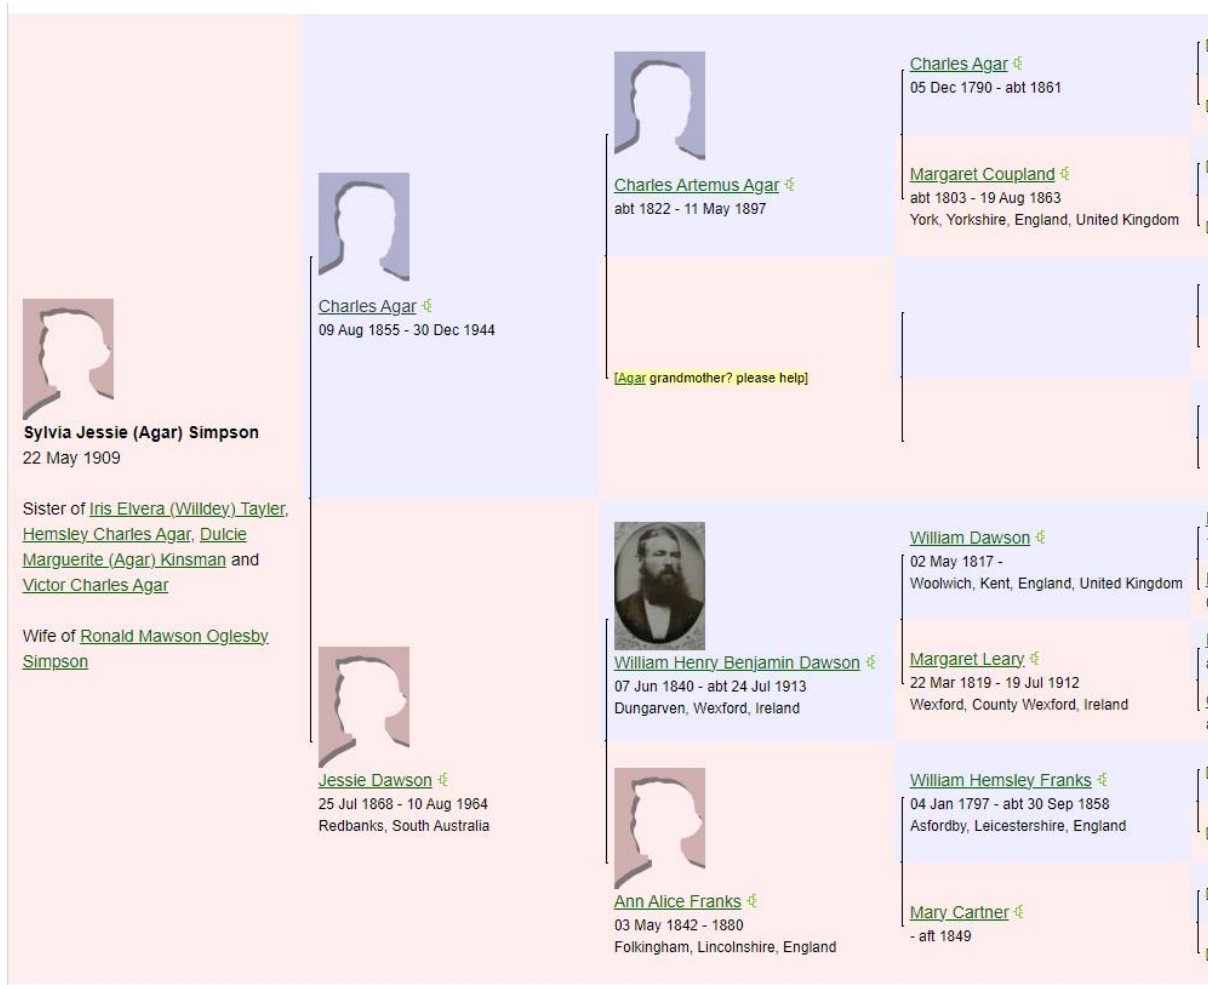 Sylvia Jessie (Agar) Simpson
22 May 1909
Sister of Iris Elvera (Willdey) Tayler,
Hemsley Charles Agar, Dulcie
Marguerite (Agar) Kinsman and
Victor Charles Agar
Wife of Ronald Mawson Oglesby
Simpson
Charles Agar
09 Aug 1855 - 30 Dec 1944
Jessie Dawson
25 Jul 1868 - 10 Aug 1964
Redbanks, South Australia
Charles Artemus Agar
abt 1822 - 11 May 1897
[Agar grandmother? please help]
William Henry Benjamin Dawson
07 Jun 1840 - abt 24 Jul 1913
Dungarven, Wexford, Ireland
Ann Alice Franks
03 May 1842 - 1880
Folkingham, Lincolnshire, England
Charles Agar
05 Dec 1790 - abt 1861
Margaret Coupland
abt 1803 - 19 Aug 1863
York, Yorkshire, England, United Kingdom
William Dawson
02 May 1817 -
Woolwich, Kent, England, United Kingdom
Margaret Leary
22 Mar 1819 - 19 Jul 1912
Wexford, County Wexford, Ireland
William Hemsley Franks
04 Jan 1797 - abt 30 Sep 1858
Asfordby, Leicestershire, England
Mary Cartner
- aft 1849